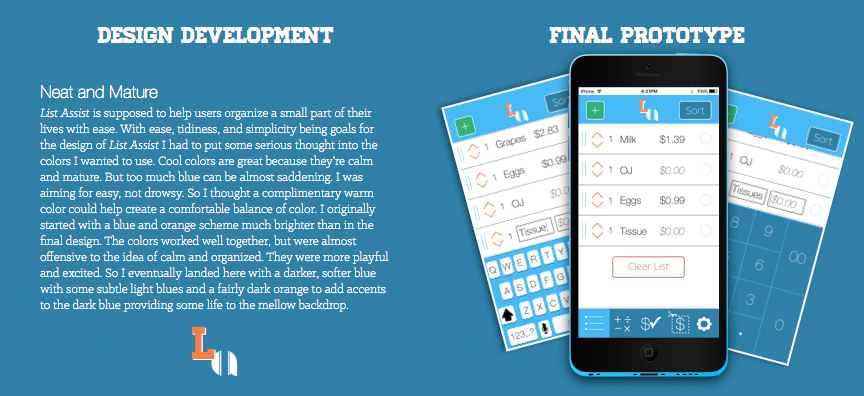 DESIGN DEVELOPMENT
Neat and Mature
List Assist is supposed to help users organize a small part of their
lives with ease. With ease, tidiness, and simplicity being goals for
the design of List Assist I had to put some serious thought into the
colors I wanted to use. Cool colors are great because they're calm
and mature. But too much blue can be almost saddening. I was
aiming for easy, not drowsy. So I thought a complimentary warm
color could help create a comfortable balance of color. I originally
started with a blue and orange scheme much brighter than in the
final design. The colors worked well together, but were almost
offensive to the idea of calm and organized. They were more playful
and excited. So I eventually landed here with a darker, softer blue
with some subtle light blues and a fairly dark orange to add accents
to the dark blue providing some life to the mellow backdrop.
L
FINAL PROTOTYPE
+ L So
1 Grapes $2.83
1 Eggs $0.99
1 OJ
1 Tissue $0
Q W E R T Y
A S D F G
Z X C V
123..?
iPhone 4:21PM 100%
+ L Sort
1 Milk $1.39
1 OJ $0.00
1 Eggs $0.99
1 Tissue $0.00
Clear List
+ ÷ − × $ $
Sort
$0.99
OJ $0.00
Tissues $0.00
9 00
6 0
3
.